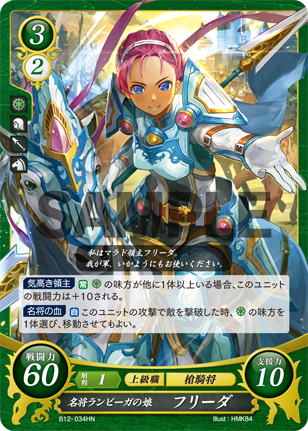 3
2
SAMPLE
私はマラド領主フリーダ。
我が軍、いかようにもお使いください。
気高き領主 常 の味方が他に1体以上いる場合、このユニット
の戦闘力は+10される。
名将の血 自 このユニットの攻撃で敵を撃破した時、 の味方を
1体選び、移動させてもよい。
戦闘力
60
射程 1 上級職 槍騎将
支援力
10
名将ランビーガの娘 フリーダ
B12-034HN
Illust:HMK84